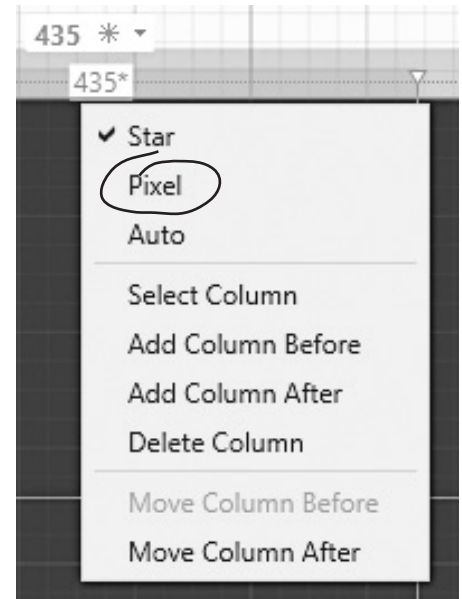 435 * ▾
435*
✔ Star
Pixel
Auto
Select Column
Add Column Before
Add Column After
Delete Column
Move Column Before
Move Column After